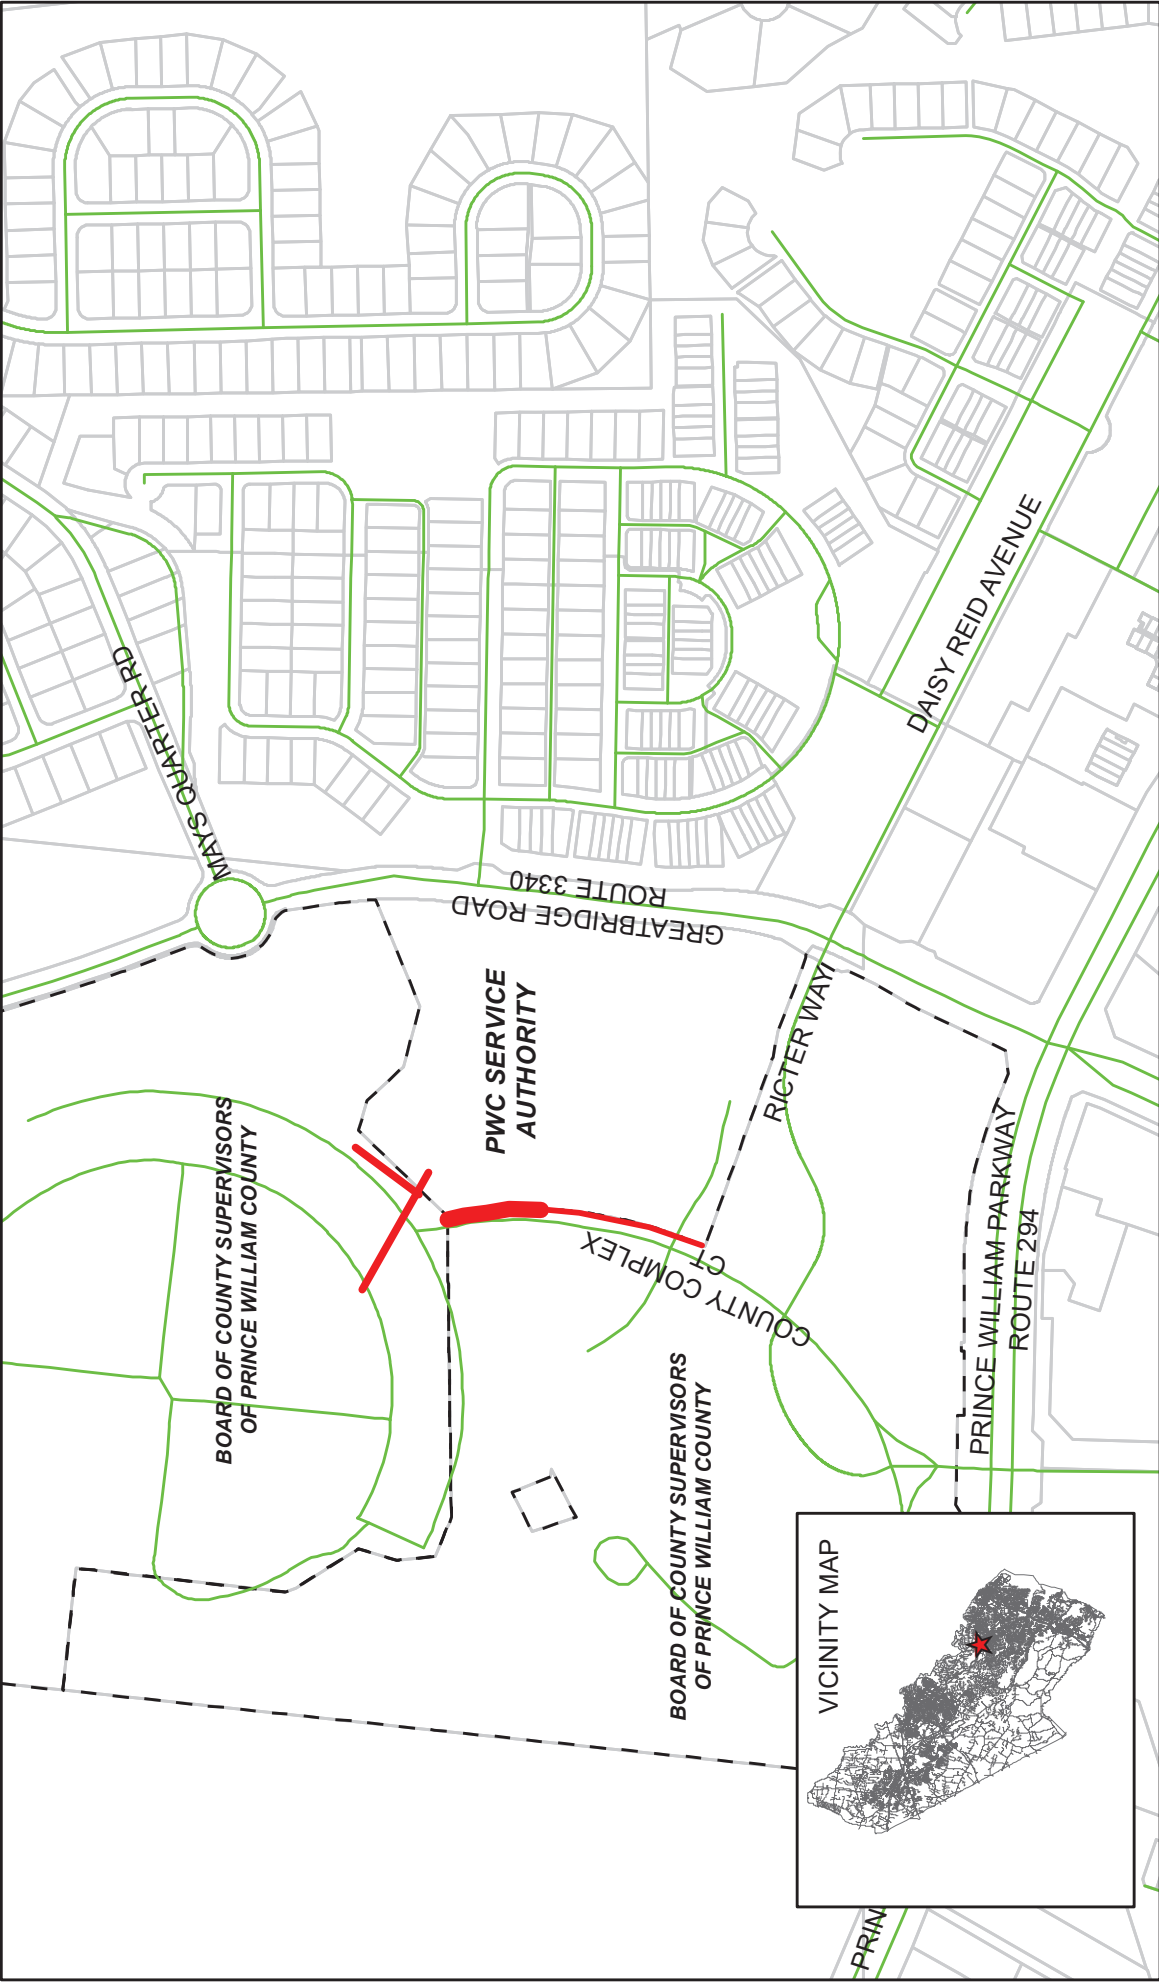 MAYS QUARTER RD
GREATBRIDGE ROAD
ROUTE 3340
DAISY REID AVENUE
BOARD OF COUNTY SUPERVISORS
OF PRINCE WILLIAM COUNTY
PWC SERVICE
AUTHORITY
RICTER WAY
COUNTY COMPLEX
CT
PRINCE WILLIAM PARKWAY
ROUTE 294
BOARD OF COUNTY SUPERVISORS
OF PRINCE WILLIAM COUNTY
VICINITY MAP
PRIN